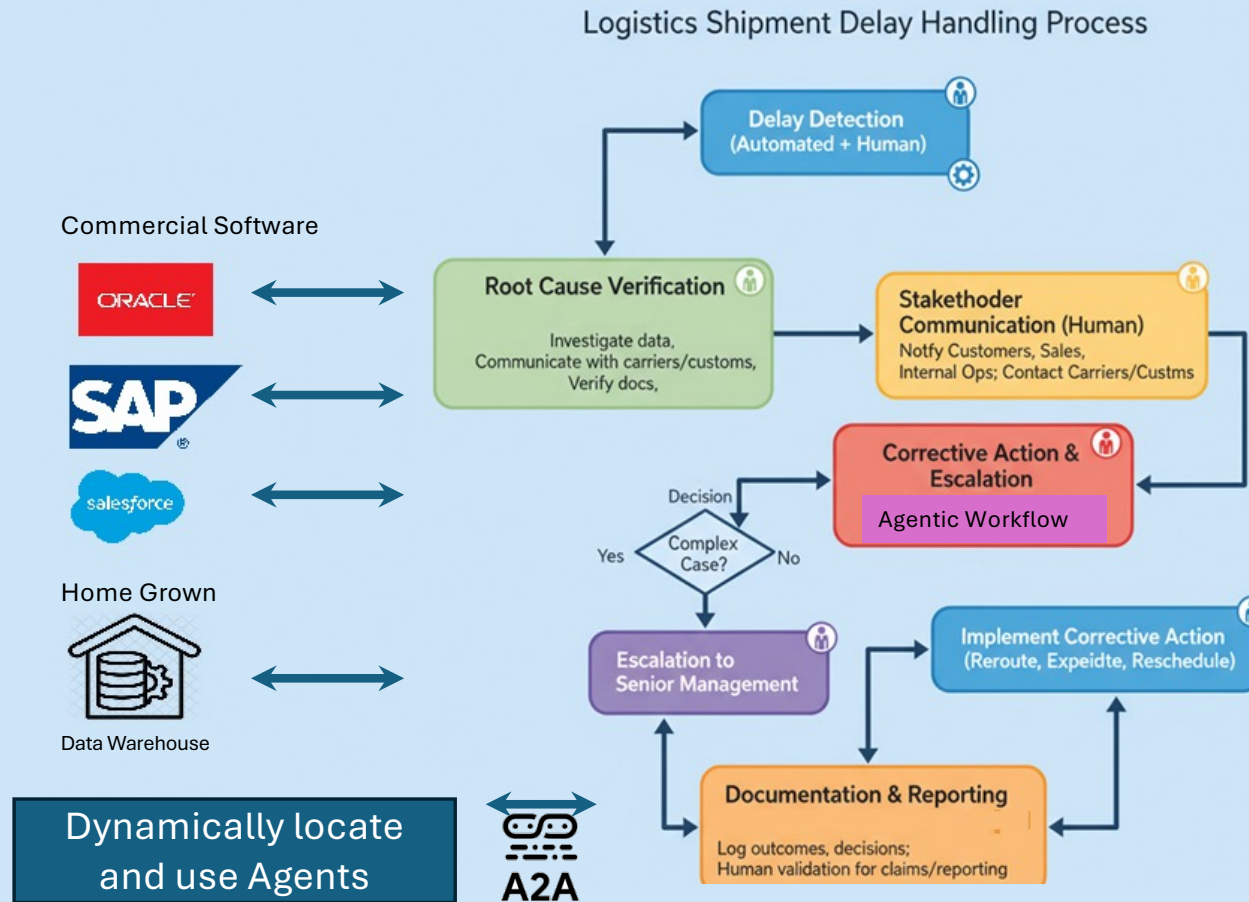 Logistics Shipment Delay Handling Process
Delay Detection
(Automated + Human)
Commercial Software
ORACLE
SAP
®
salesforce
Root Cause Verification
Investigate data,
Communicate with carriers/customs,
Verify docs,
Stakethoder
Communication (Human)
Notfy Customers, Sales,
Internal Ops; Contact Carriers/Custms
Corrective Action &
Escalation
Agentic Workflow
Decision
Yes
Complex
Case?
No
Home Grown
Data Warehouse
Escalation to
Senior Management
Implement Corrective Action
(Reroute, Expeidte, Reschedule)
Documentation & Reporting
Log outcomes, decisions;
Human validation for claims/reporting
Dynamically locate
and use Agents
A2A